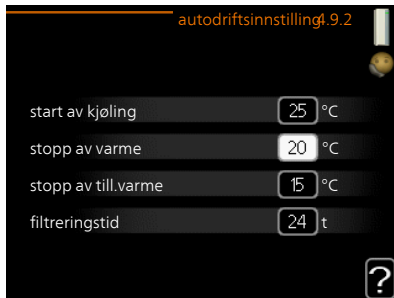 autodriftsinnstilling4.9.2
start av kjøling 25 °C
stopp av varme 20 °C
stopp av till.varme 15 °C
filtreringstid 24 t
?